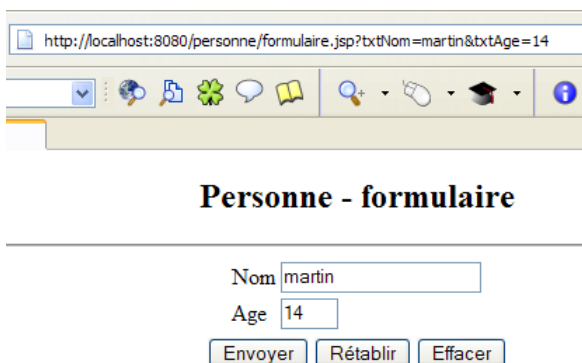 http://localhost:8080/personne/formulaire.jsp?txtNom=martin&txtAge=14
Personne - formulaire
Nom martin
Age 14
Envoyer Rétablir Effacer